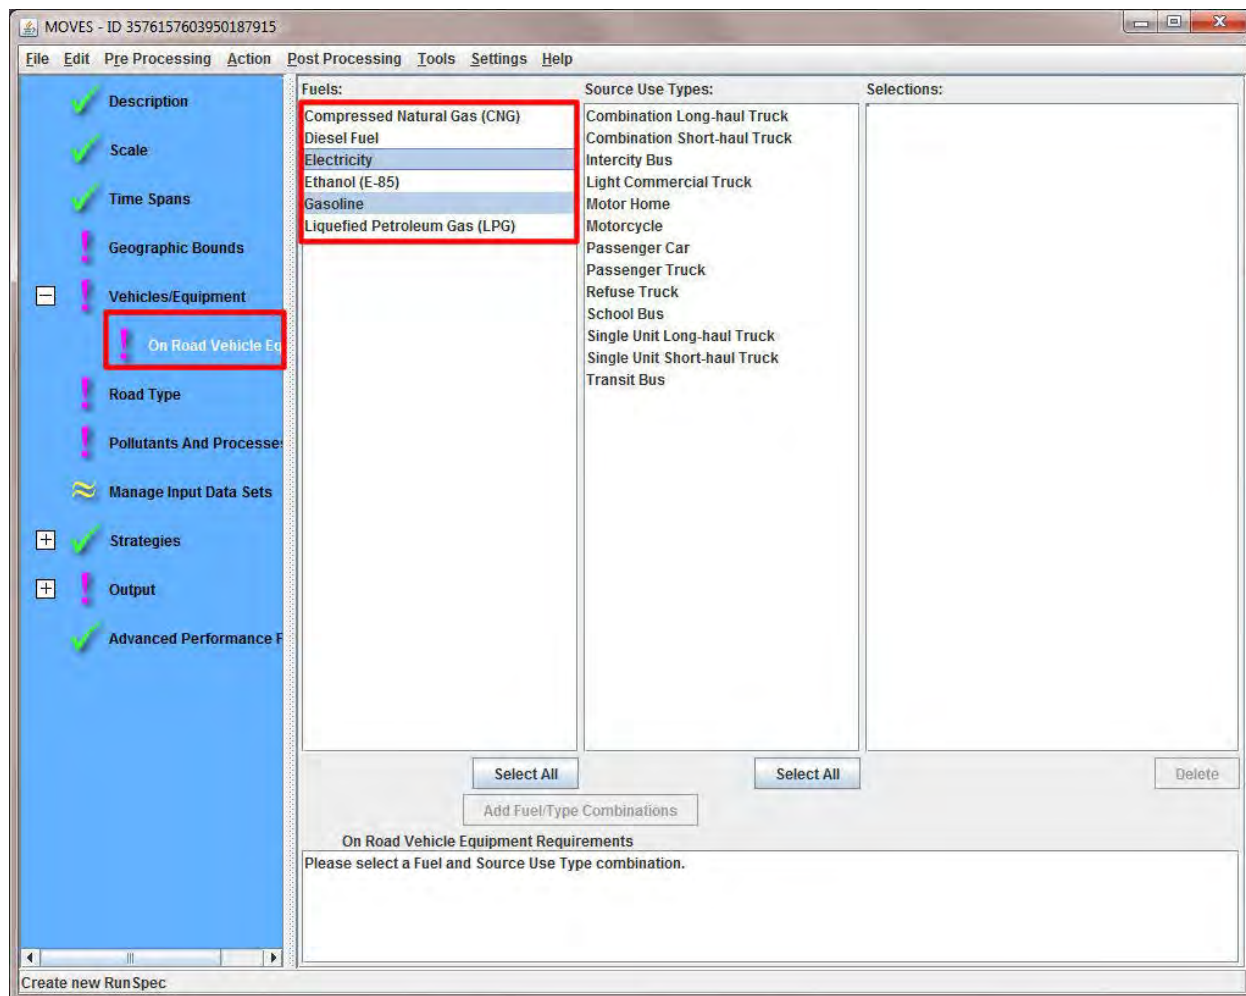 MOVES - ID 3576157603950187915
File Edit Pre Processing Action Post Processing Tools Settings Help
Description
Scale
Time Spans
Geographic Bounds
Vehicles/Equipment
On Road Vehicle Eq
Road Type
Pollutants And Processe
Manage Input Data Sets
Strategies
Output
Advanced Performance F
Fuels:
Compressed Natural Gas (CNG)
Diesel Fuel
Electricity
Ethanol (E-85)
Gasoline
Liquefied Petroleum Gas (LPG)
Select All
Source Use Types:
Combination Long-haul Truck
Combination Short-haul Truck
Intercity Bus
Light Commercial Truck
Motor Home
Motorcycle
Passenger Car
Passenger Truck
Refuse Truck
School Bus
Single Unit Long-haul Truck
Single Unit Short-haul Truck
Transit Bus
Select All
Selections:
Delete
Add Fuel/Type Combinations
On Road Vehicle Equipment Requirements
Please select a Fuel and Source Use Type combination.
Create new RunSpec